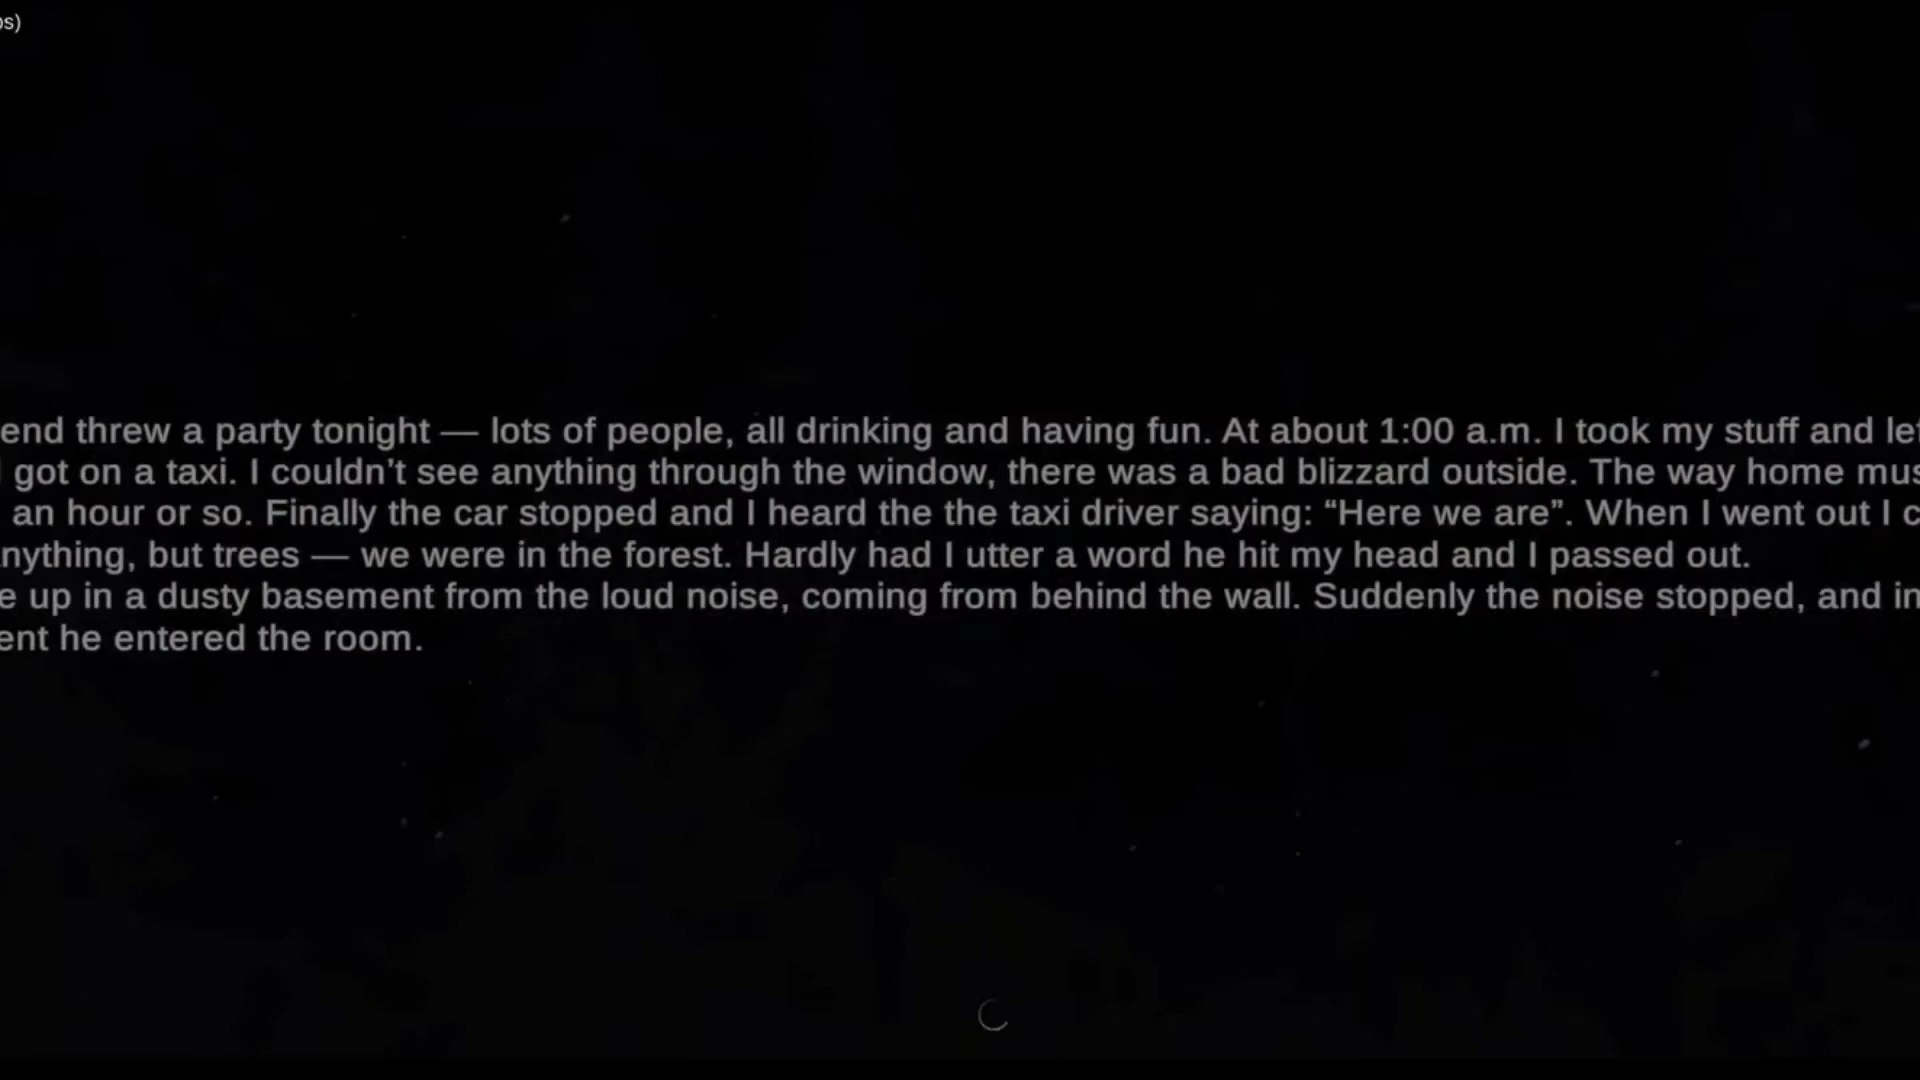 ps)
end threw a party tonight — lots of people, all drinking and having fun. At about 1:00 a.m. I took my stuff and lef
I got on a taxi. I couldn’t see anything through the window, there was a bad blizzard outside. The way home mus
an hour or so. Finally the car stopped and I heard the the taxi driver saying: “Here we are”. When I went out I c
nything, but trees — we were in the forest. Hardly had I utter a word he hit my head and I passed out.
e up in a dusty basement from the loud noise, coming from behind the wall. Suddenly the noise stopped, and in
ent he entered the room.